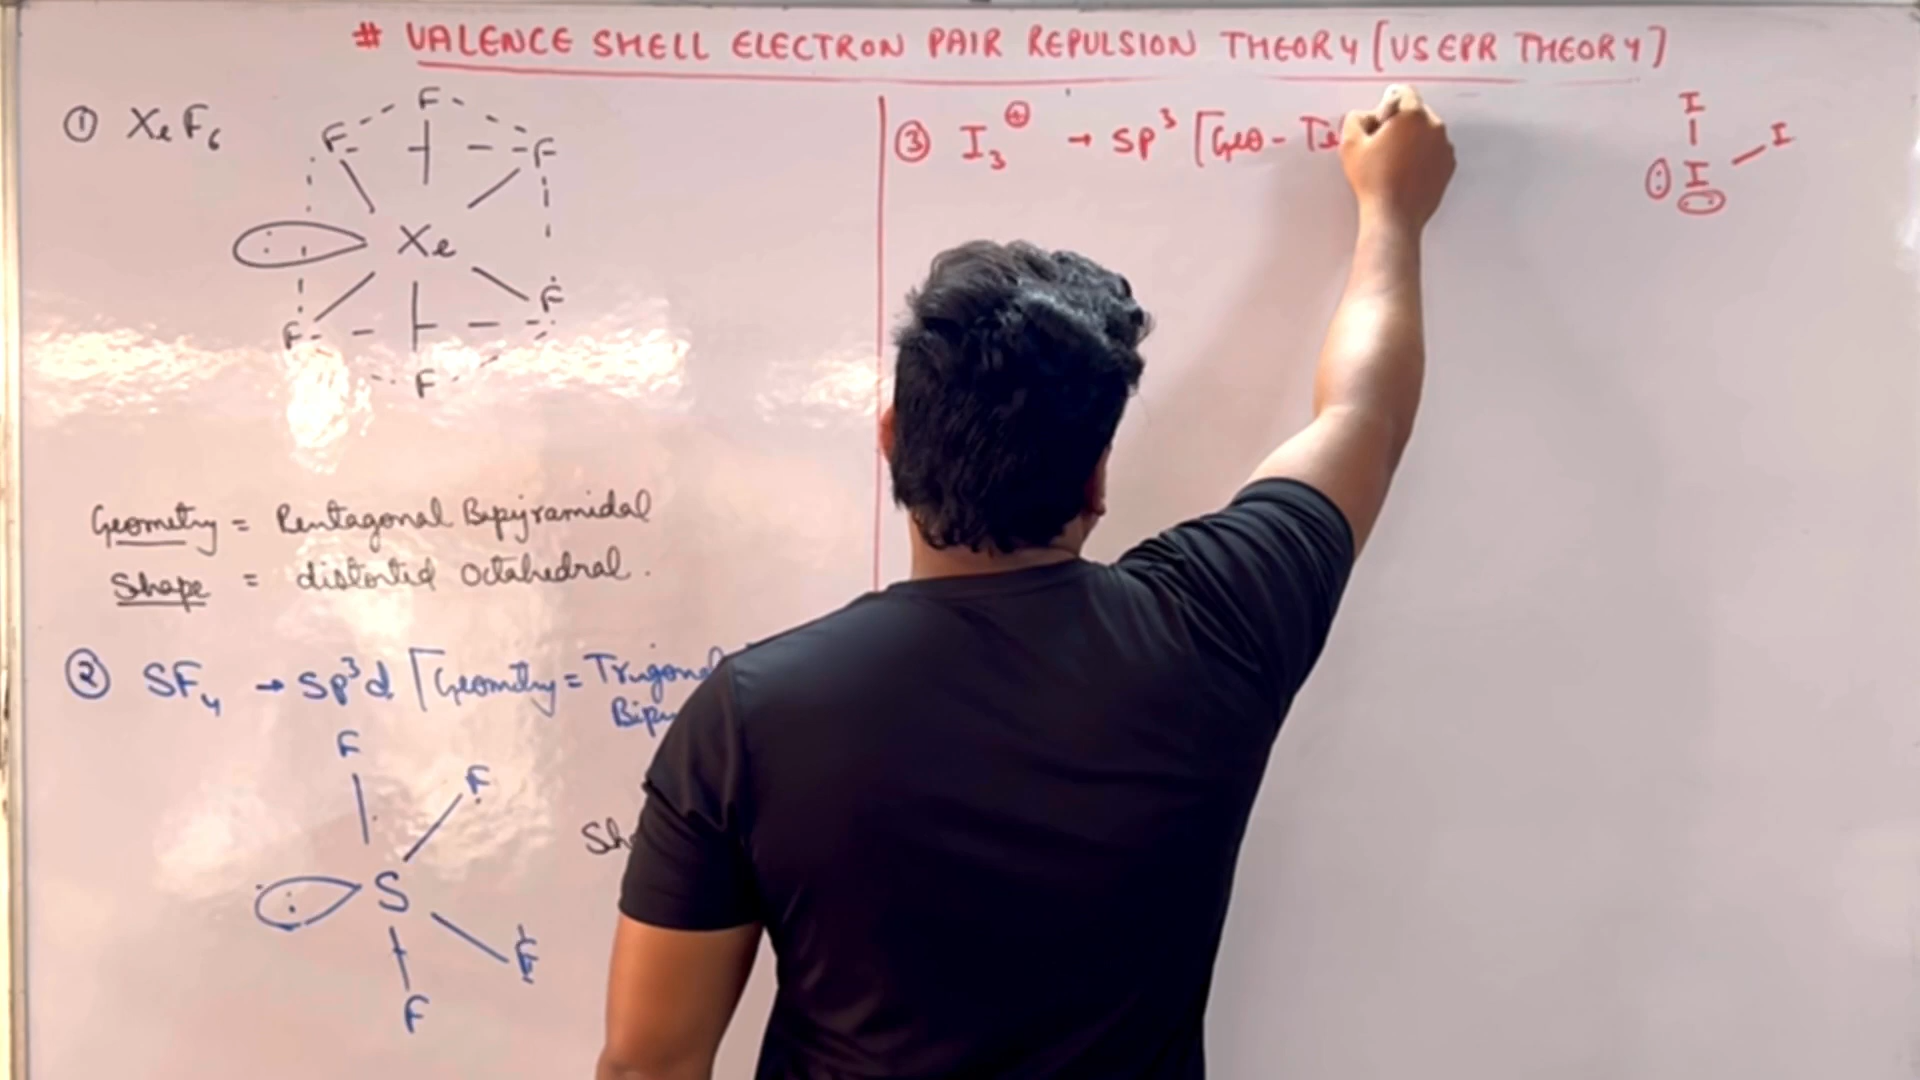 # VALENCE SHELL ELECTRON PAIR REPULSION THEORY [VSEPR THEORY]
① XeF₆
F
F F
Xe
F F
F
Geometry = Pentagonal Bipyramidal
Shape = distorted Octahedral.
② SF₄ → Sp³d [Geometry = Trigonal
F
F
S
F
F
③ I₃⊕ → sp³ [Geo -
I
I
I